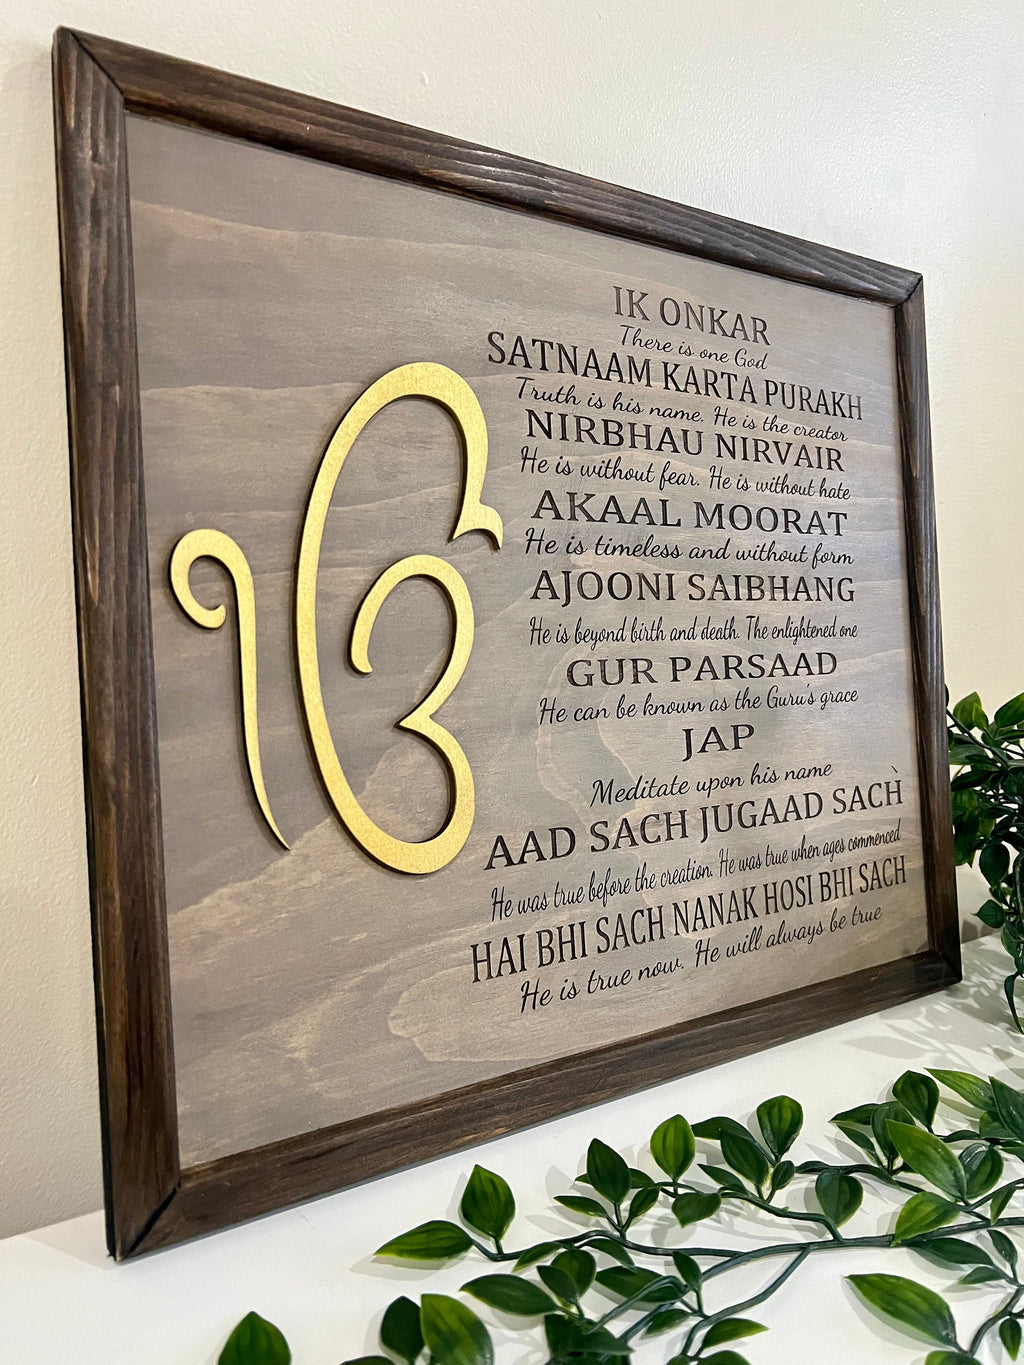 ੴ
IK ONKAR
There is one God
SATNAAM KARTA PURAKH
Truth is his name. He is the creator
NIRBHAU NIRVAIR
He is without fear. He is without hate
AKAAL MOORAT
He is timeless and without form
AJOONI SAIBHANG
He is beyond birth and death. The enlightened one
GUR PARSAAD
He can be known as the Guru's grace
JAP
Meditate upon his name
AAD SACH JUGAAD SACH̀
He was true before the creation. He was true when ages commenced
HAI BHI SACH NANAK HOSI BHI SACH
He is true now. He will always be true